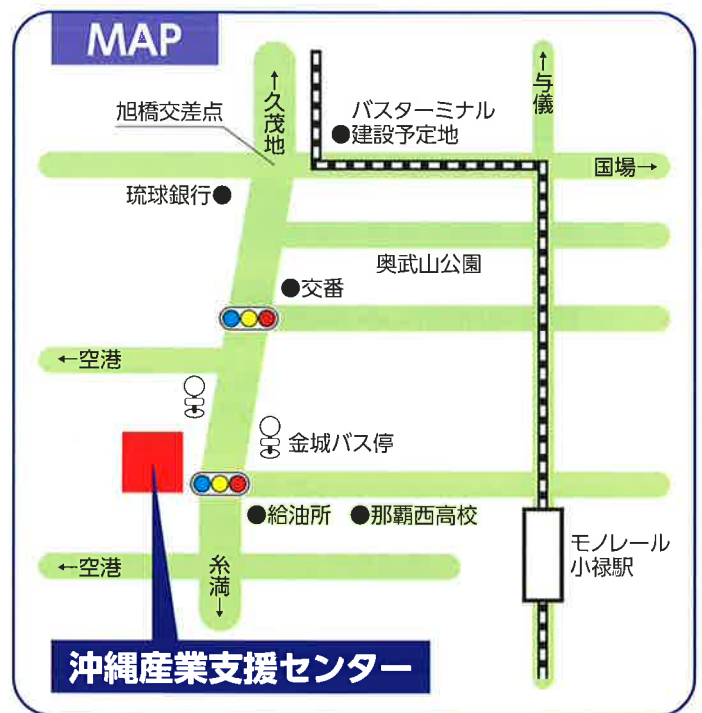 MAP
↑久茂地
↑与儀
旭橋交差点
バスターミナル
●建設予定地
国場→
琉球銀行●
奥武山公園
●交番
←空港
金城バス停
●給油所 ●那覇西高校
モノレール
小禄駅
←空港
糸満↓
沖縄産業支援センター